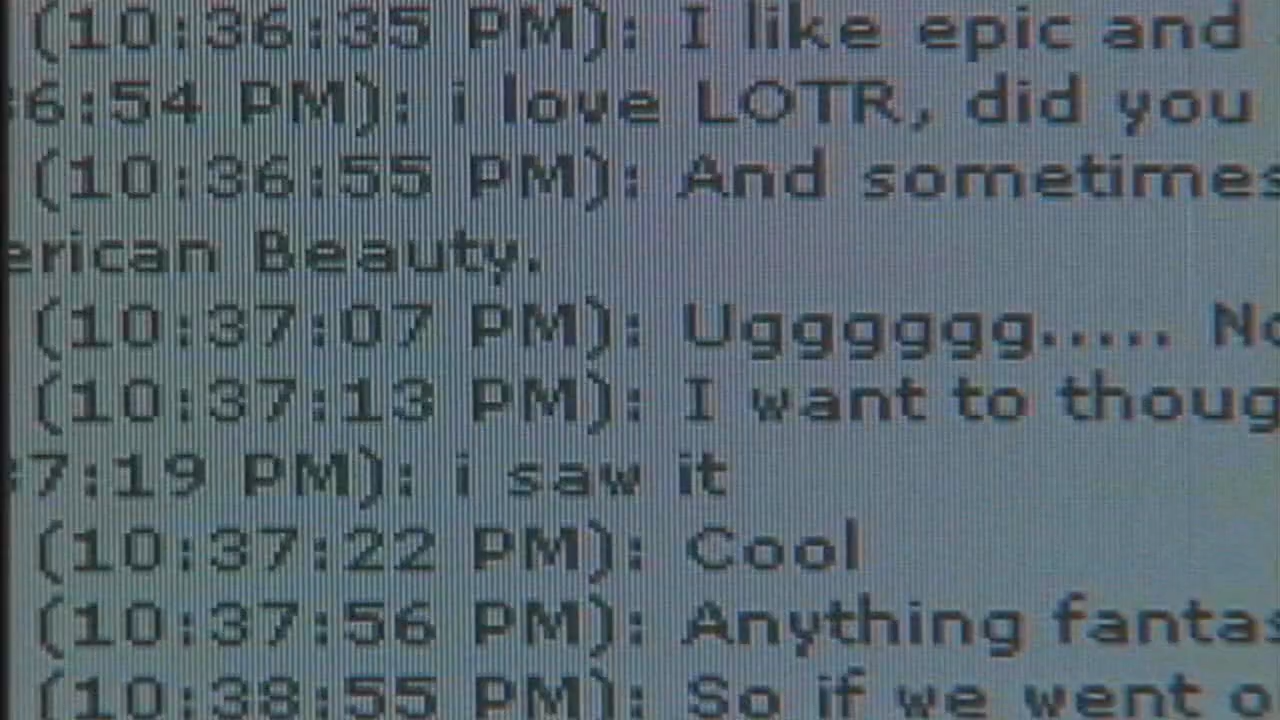 (10:36:35 PM): I like epic and
6:54 PM): i love LOTR, did you
(10:36:55 PM): And sometimes
erican Beauty.
(10:37:07 PM): Ugggggg..... No
(10:37:13 PM): I want to thoug
7:19 PM): i saw it
(10:37:22 PM): Cool
(10:37:56 PM): Anything fantas
(10:38:55 PM): So if we went o